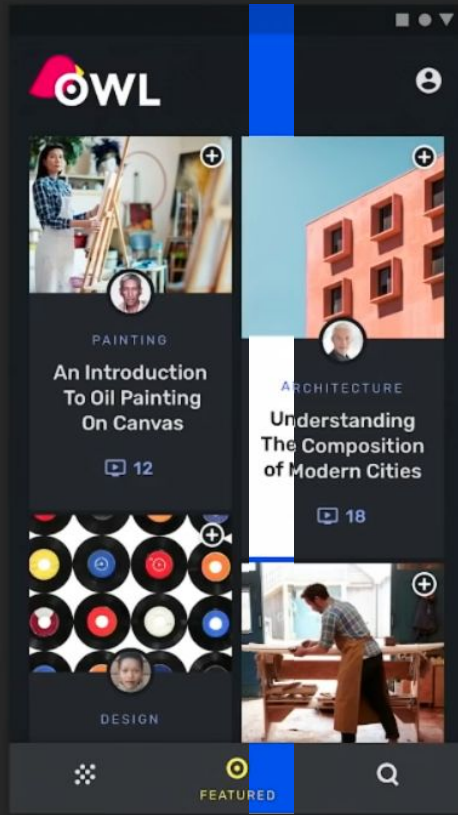 OWL
PAINTING
An Introduction
To Oil Painting
On Canvas
12
ARCHITECTURE
Understanding
The Composition
of Modern Cities
18
DESIGN
FEATURED